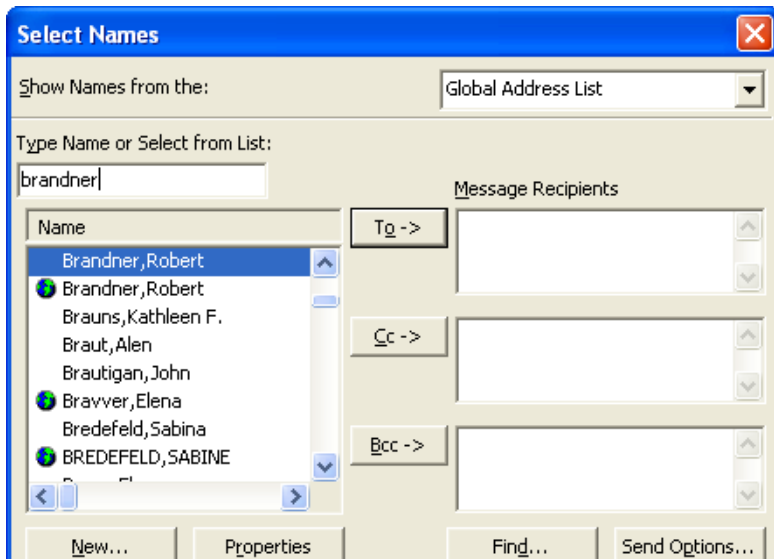 Select Names
Show Names from the:
Global Address List
Type Name or Select from List:
brandner
Message Recipients
Name
To ->
Brandner,Robert
Brandner,Robert
Brauns,Kathleen F.
Braut,Alen
Cc ->
Brautigan,John
Bravver,Elena
Bredefeld,Sabina
Bcc ->
BREDEFELD,SABINE
New...
Properties
Find...
Send Options...